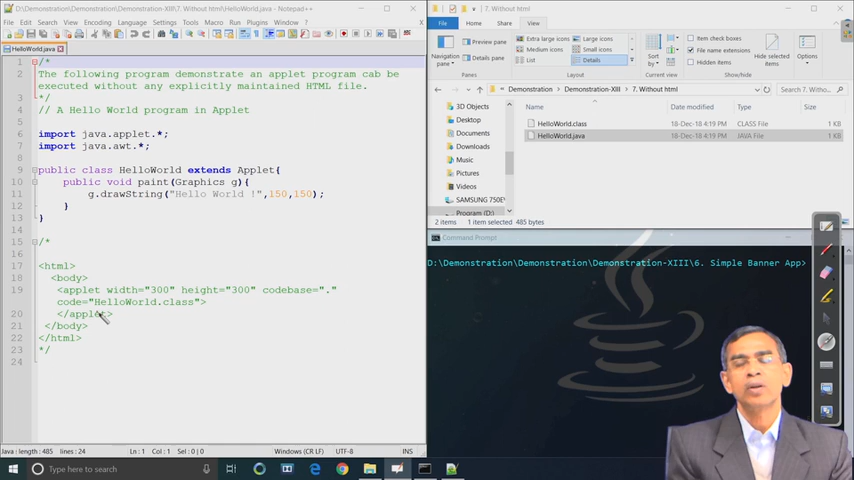 D:\Demonstration\Demonstration\Demonstration-XIII\7. Without html\HelloWorld.java - Notepad++
File Edit Search View Encoding Language Settings Tools Macro Run Plugins Window ?
HelloWorld.java
1 /*
2 The following program demonstrate an applet program cab be
executed without any explicitly maintained HTML file.
3 */
4 // A Hello World program in Applet
5
6 import java.applet.*;
7 import java.awt.*;
8
9 public class HelloWorld extends Applet{
10 public void paint(Graphics g){
11 g.drawString("Hello World !",150,150);
12 }
13 }
14
15 /*
16
17 <html>
18 <body>
19 <applet width="300" height="300" codebase="."
code="HelloWorld.class">
20 </applet>
21 </body>
22 </html>
23 */
24
Java length : 485 lines : 24 Ln : 1 Col : 1 Sel : 0 | 0 Windows (CR LF) UTF-8 INS
7. Without html
File Home Share View
Navigation
pane
Preview pane
Details pane
Panes
Extra large icons Large icons
Medium icons Small icons
List Details
Layout
Sort
by
Current view
Item check boxes
File name extensions
Hidden items
Hide selected
items
Show/hide
Options
Demonstration > Demonstration-XIII > 7. Without html
Search 7. Witho...
3D Objects
Desktop
Documents
Downloads
Music
Pictures
Videos
SAMSUNG 750E
Program (D:)
Name Date modified Type Size
HelloWorld.class 18-Dec-18 4:19 PM CLASS File 1 KB
HelloWorld.java 18-Dec-18 4:19 PM JAVA File 1 KB
2 items 1 item selected 485 bytes
Command Prompt
D:\Demonstration\Demonstration\Demonstration-XIII\6. Simple Banner App>
Type here to search